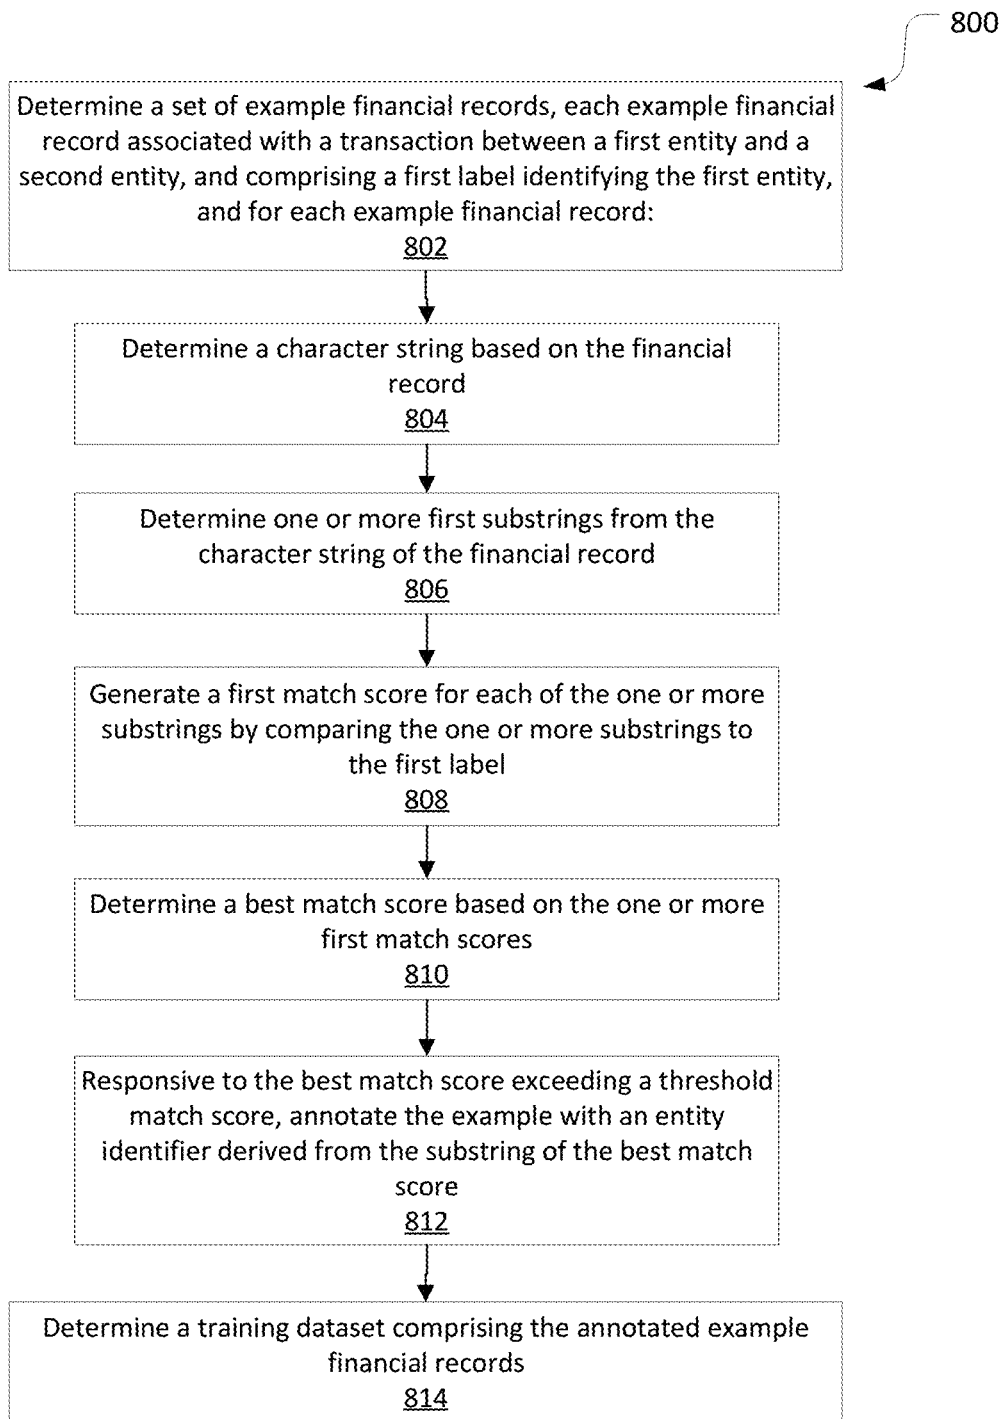 800
Determine a set of example financial records, each example financial
record associated with a transaction between a first entity and a
second entity, and comprising a first label identifying the first entity,
and for each example financial record:
802
Determine a character string based on the financial
record
804
Determine one or more first substrings from the
character string of the financial record
806
Generate a first match score for each of the one or more
substrings by comparing the one or more substrings to
the first label
808
Determine a best match score based on the one or more
first match scores
810
Responsive to the best match score exceeding a threshold
match score, annotate the example with an entity
identifier derived from the substring of the best match
score
812
Determine a training dataset comprising the annotated example
financial records
814